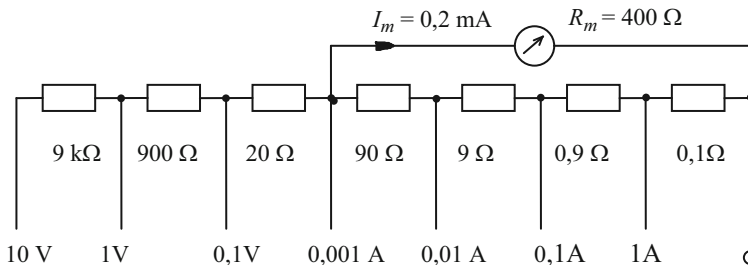 I_m = 0,2 mA R_m = 400 Ω
9 kΩ 900 Ω 20 Ω 90 Ω 9 Ω 0,9 Ω 0,1Ω
10 V 1V 0,1V 0,001 A 0,01 A 0,1A 1A